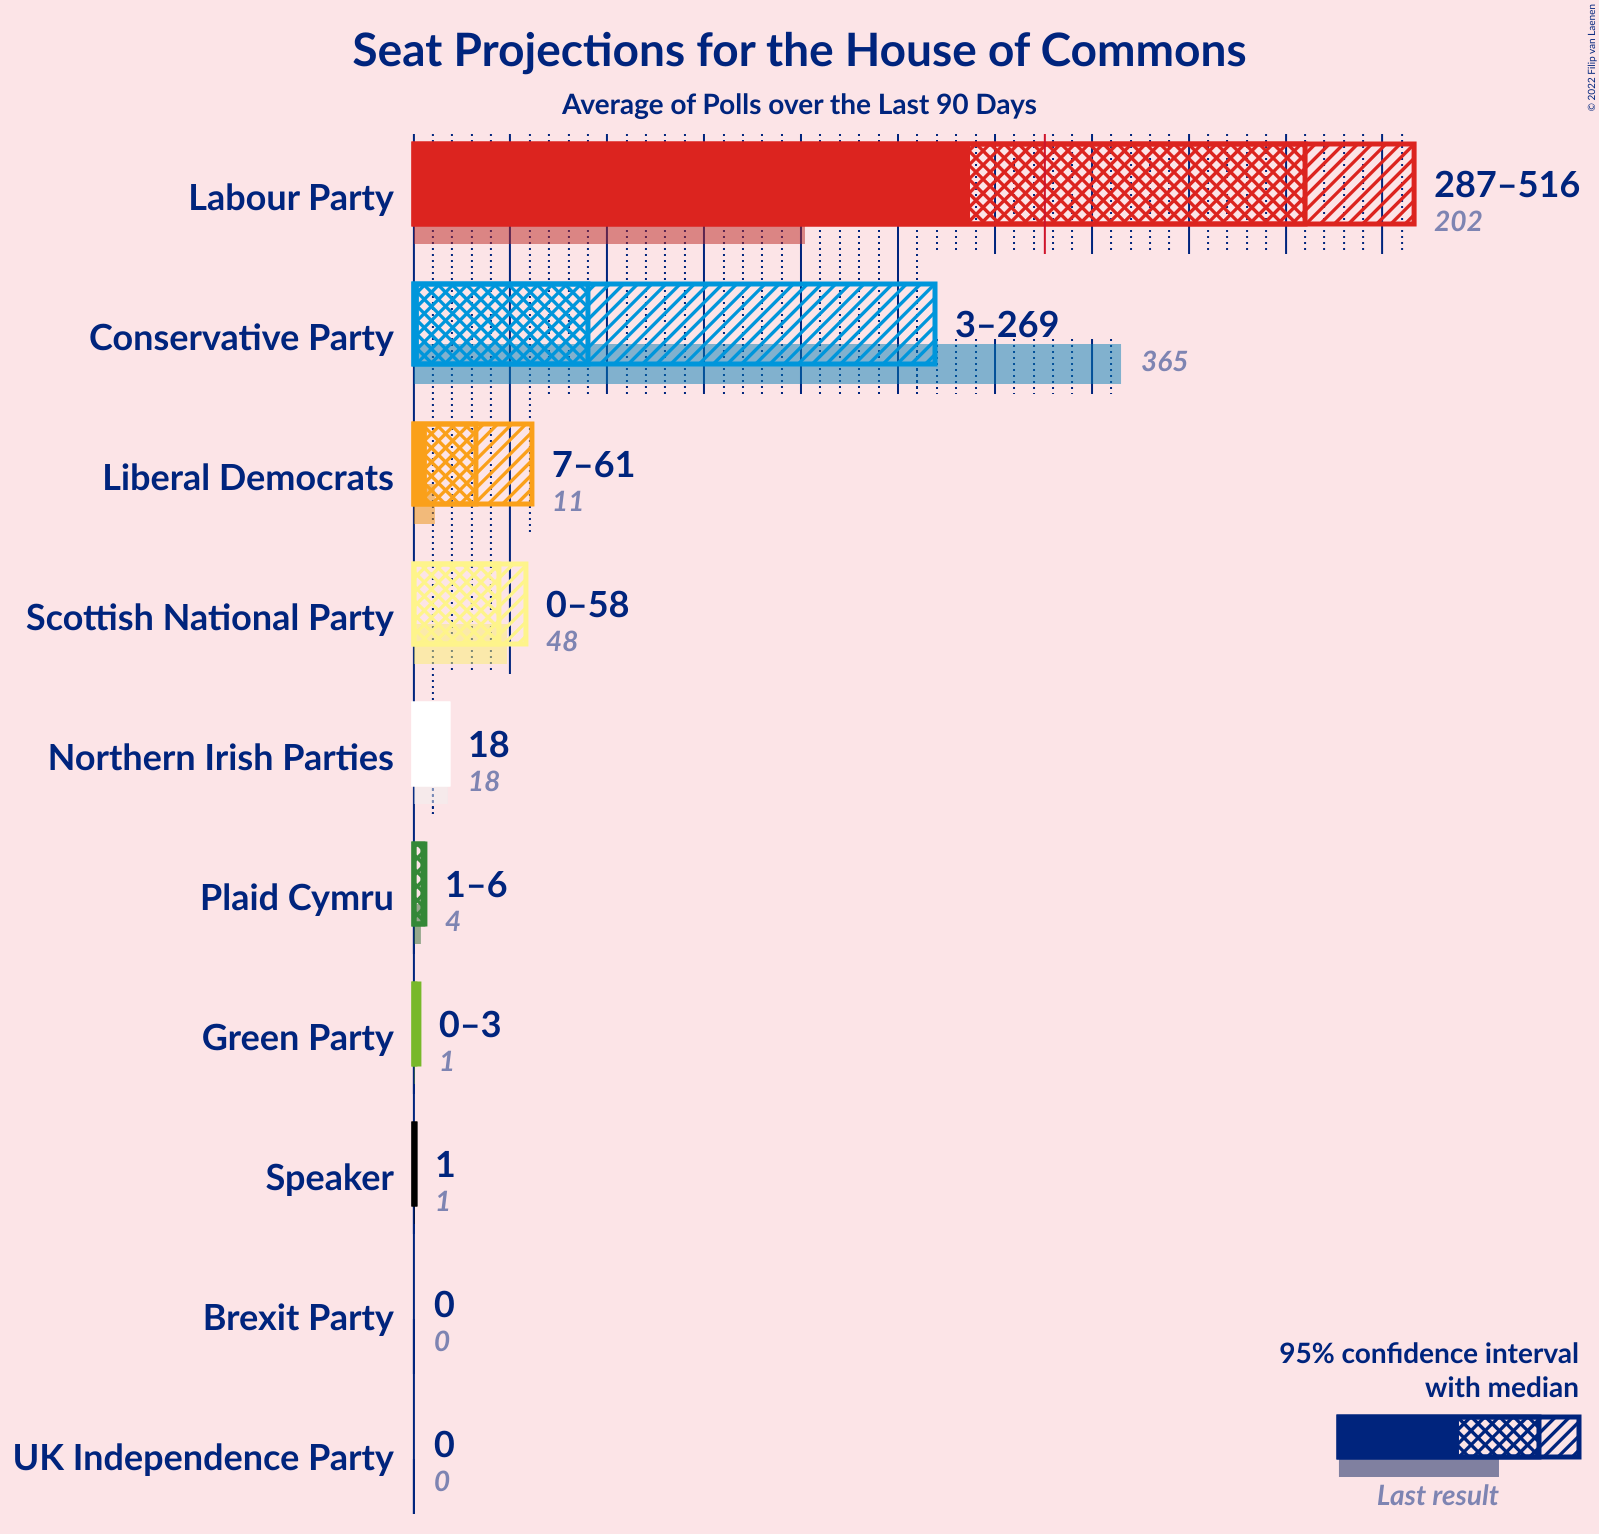 Seat Projections for the House of Commons
Average of Polls over the Last 90 Days
© 2022 Filip van Laenen
Labour Party
287–516
202
Conservative Party
3–269
365
Liberal Democrats
7–61
11
Scottish National Party
0–58
48
Northern Irish Parties
18
18
Plaid Cymru
1–6
4
Green Party
0–3
1
Speaker
1
1
Brexit Party
0
0
UK Independence Party
0
0
95% confidence interval
with median
Last result